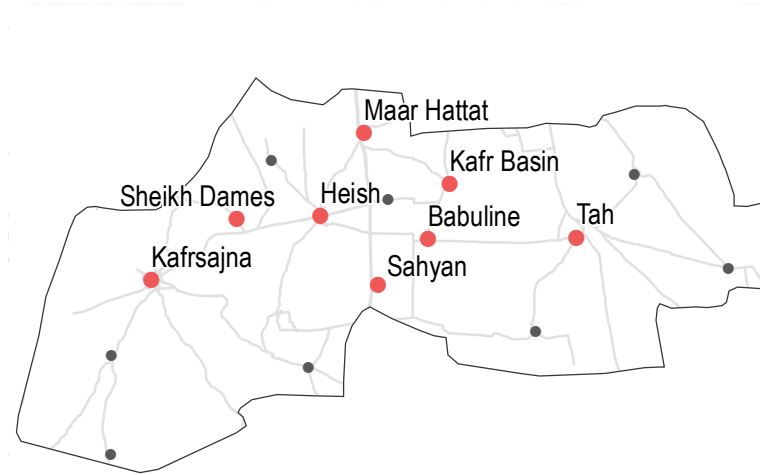 Maar Hattat
Kafr Basin
Sheikh Dames
Heish
Babuline
Tah
Kafrsajna
Sahyan